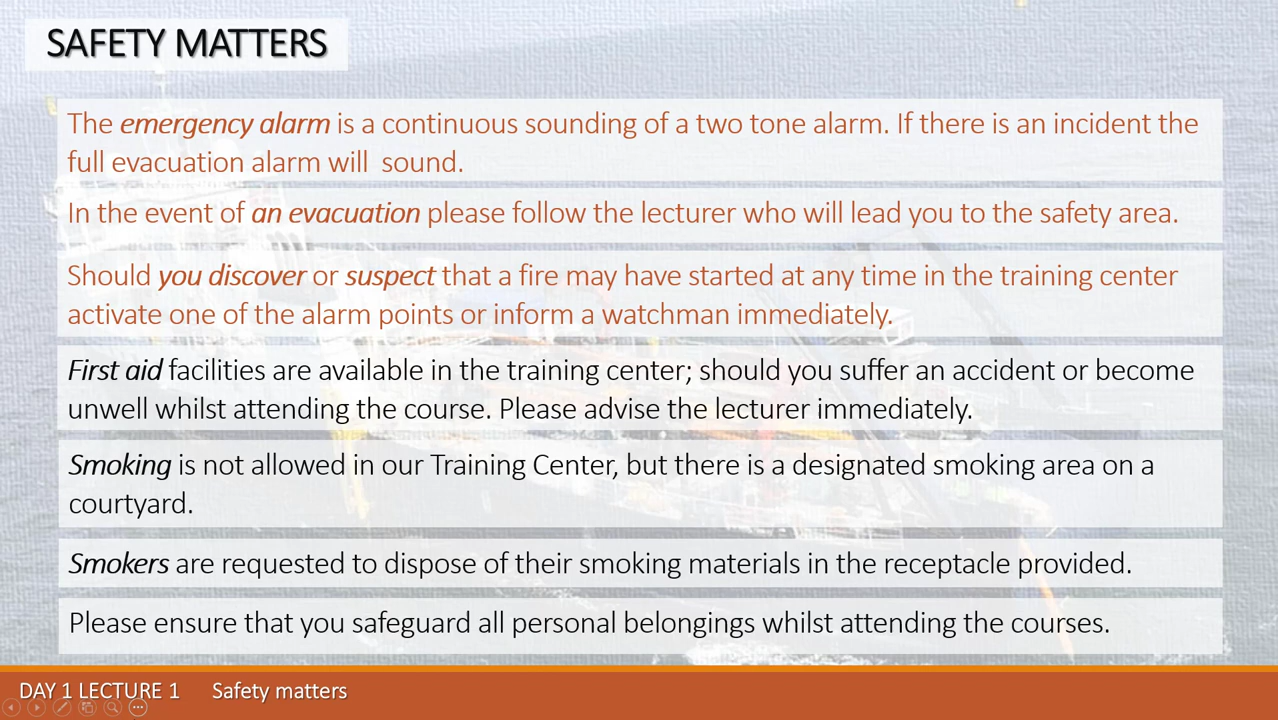 SAFETY MATTERS
The emergency alarm is a continuous sounding of a two tone alarm. If there is an incident the
full evacuation alarm will  sound.
In the event of an evacuation please follow the lecturer who will lead you to the safety area.
Should you discover or suspect that a fire may have started at any time in the training center
activate one of the alarm points or inform a watchman immediately.
First aid facilities are available in the training center; should you suffer an accident or become
unwell whilst attending the course. Please advise the lecturer immediately.
Smoking is not allowed in our Training Center, but there is a designated smoking area on a
courtyard.
Smokers are requested to dispose of their smoking materials in the receptacle provided.
Please ensure that you safeguard all personal belongings whilst attending the courses.
DAY 1 LECTURE 1 Safety matters